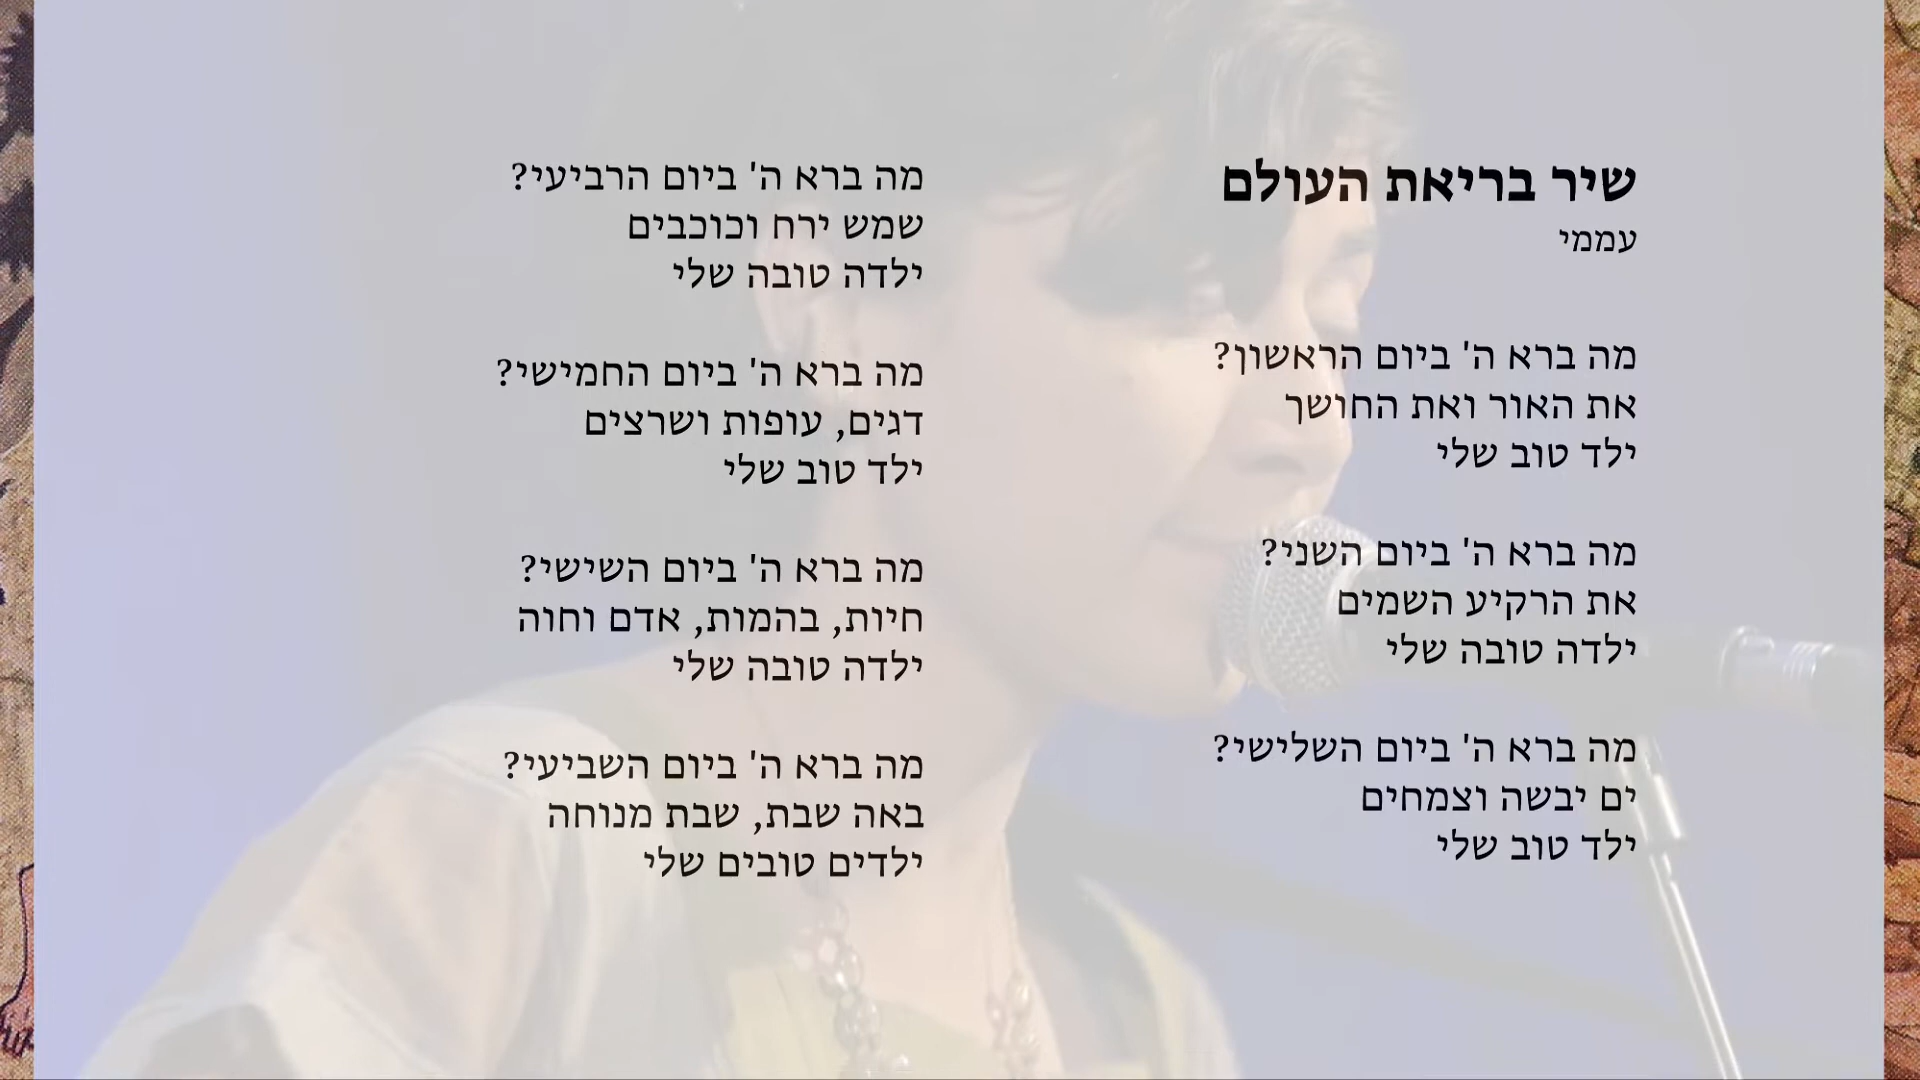 שיר בריאת העולם
עממי
מה ברא ה' ביום הראשון?
את האור ואת החושך
ילד טוב שלי
מה ברא ה' ביום השני?
את הרקיע השמים
ילדה טובה שלי
מה ברא ה' ביום השלישי?
ים יבשה וצמחים
ילד טוב שלי
מה ברא ה' ביום הרביעי?
שמש ירח וכוכבים
ילדה טובה שלי
מה ברא ה' ביום החמישי?
דגים, עופות ושרצים
ילד טוב שלי
מה ברא ה' ביום השישי?
חיות, בהמות, אדם וחוה
ילדה טובה שלי
מה ברא ה' ביום השביעי?
באה שבת, שבת מנוחה
ילדים טובים שלי